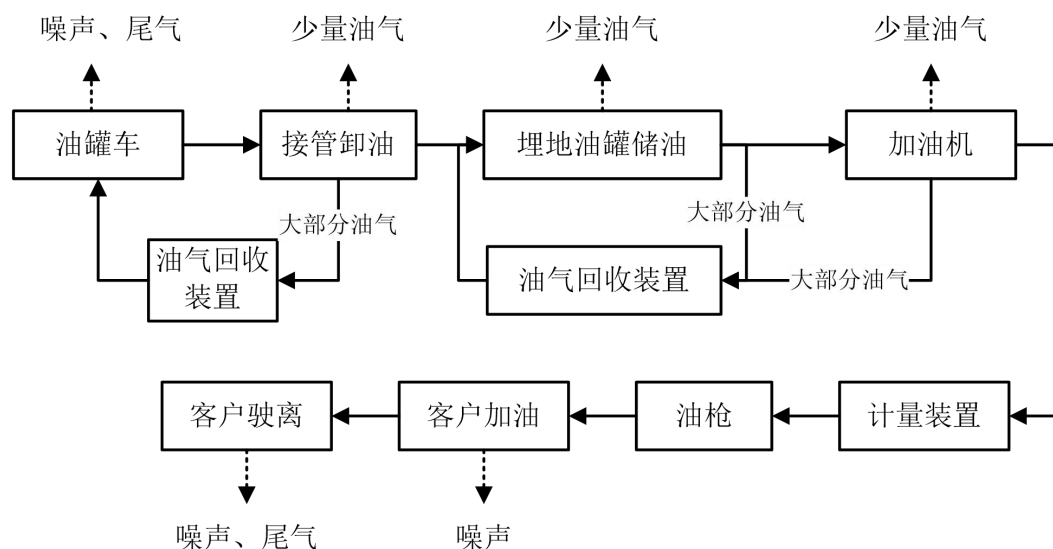 噪声、尾气
少量油气
少量油气
少量油气
油罐车
接管卸油
埋地油罐储油
加油机
大部分油气
大部分油气
油气回收
装置
油气回收装置
大部分油气
客户驶离
客户加油
油枪
计量装置
噪声、尾气
噪声